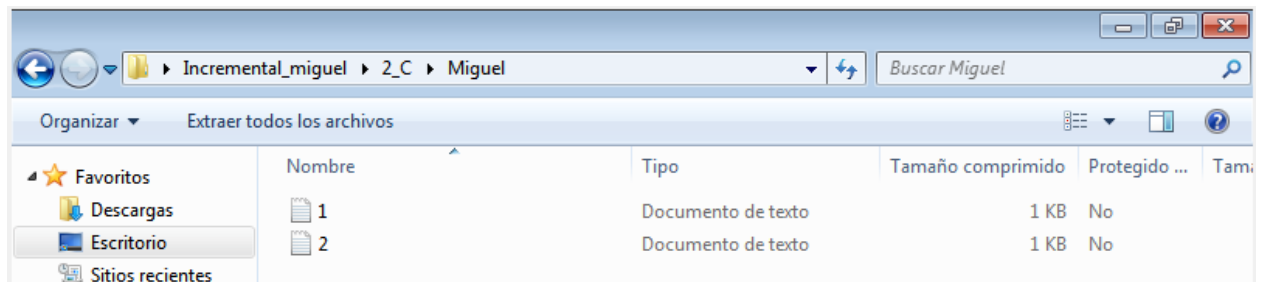 Incremental_miguel 2_C Miguel Buscar Miguel
Organizar Extraer todos los archivos
Nombre Tipo Tamaño comprimido Protegido ... Tama
Favoritos
Descargas 1 Documento de texto 1 KB No
Escritorio 2 Documento de texto 1 KB No
Sitios recientes